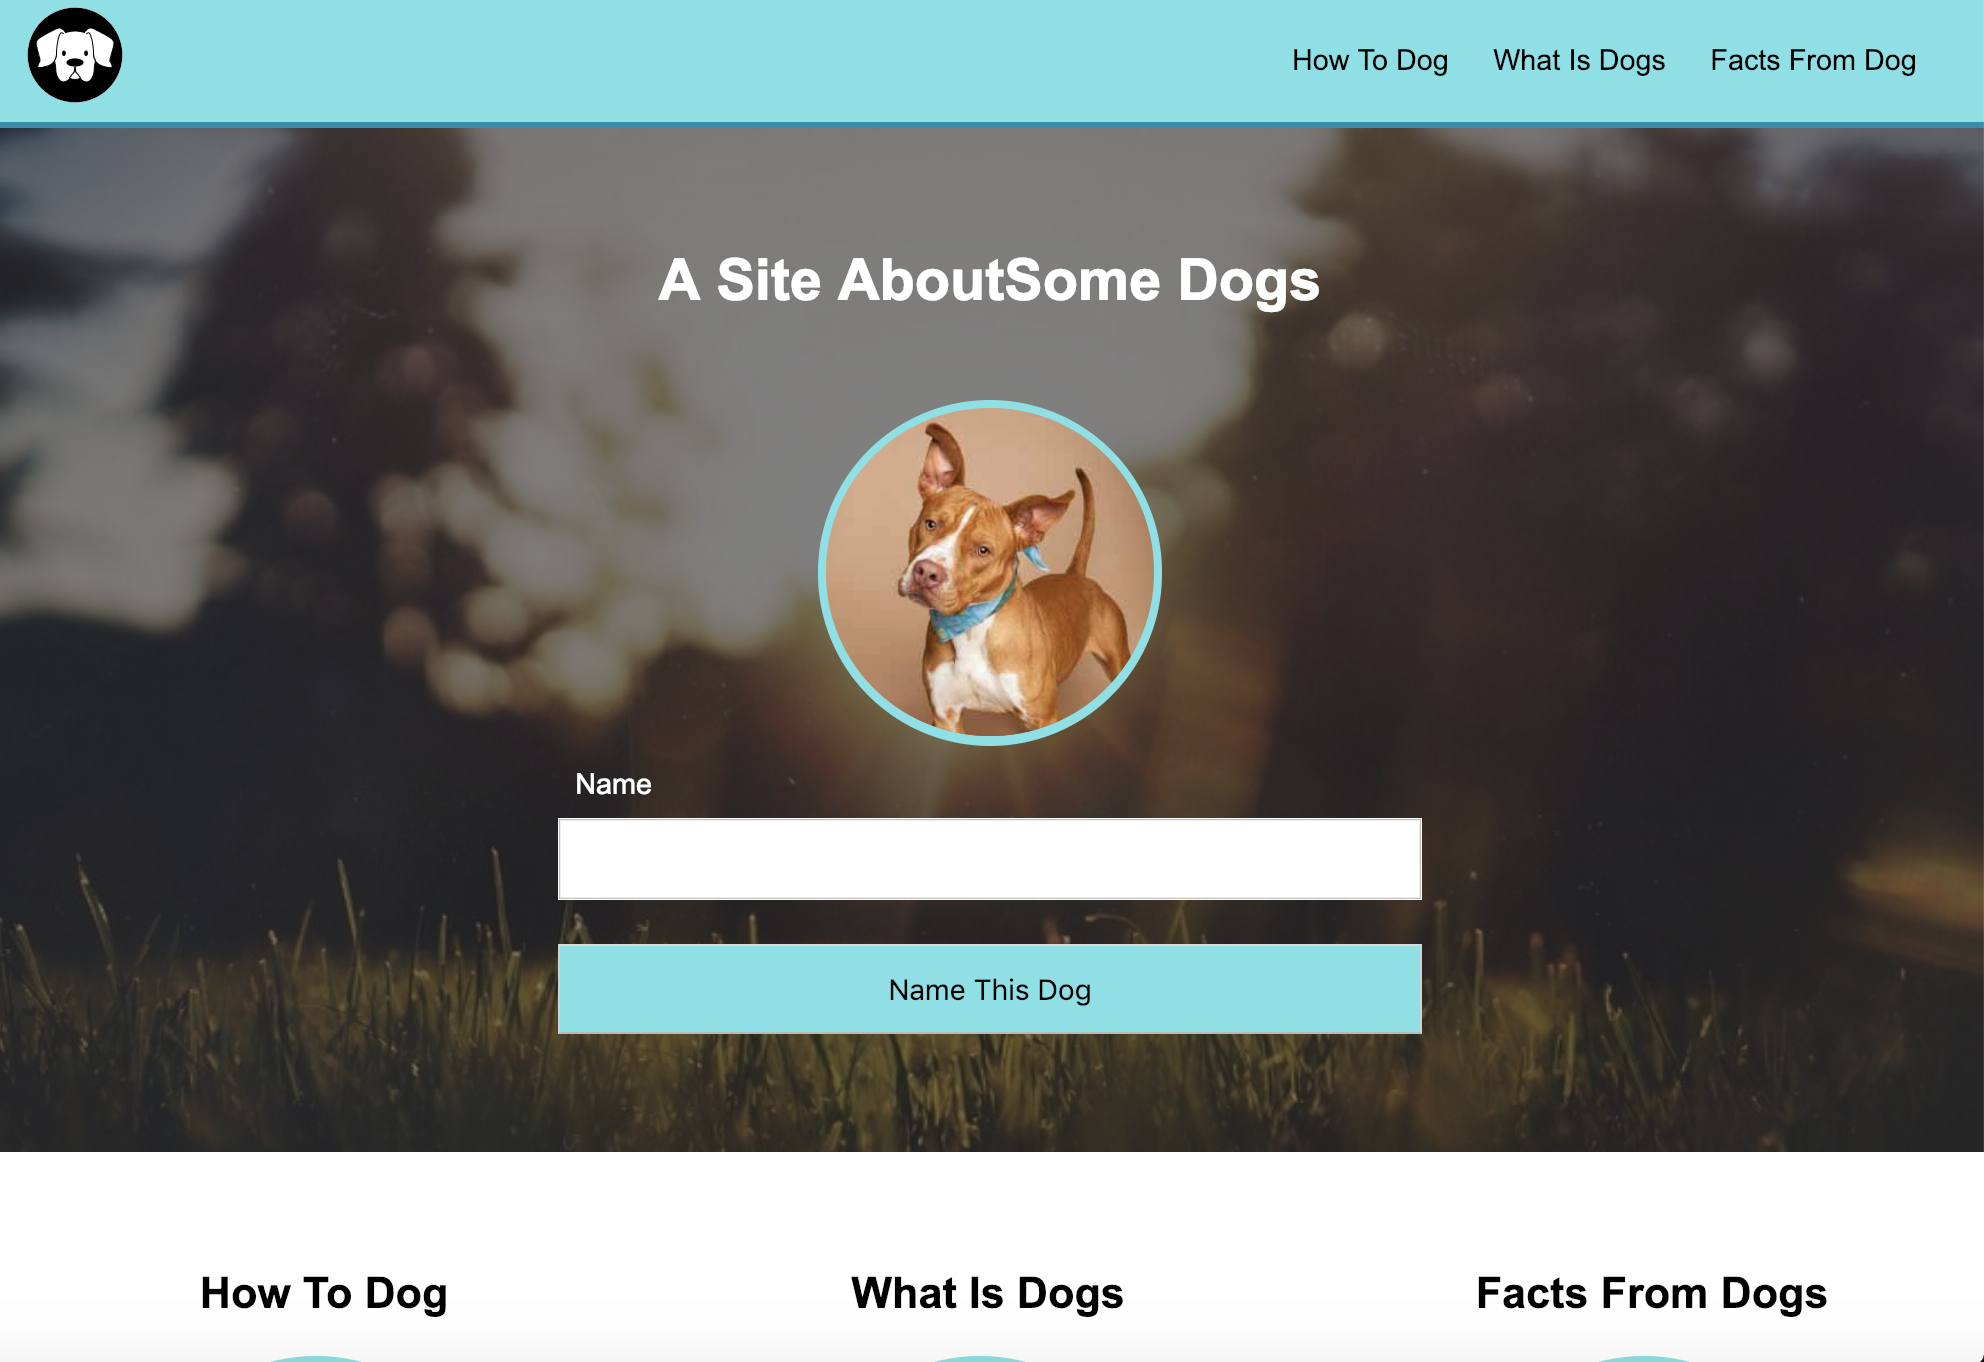 How To Dog What Is Dogs Facts From Dog
A Site AboutSome Dogs
Name
Name This Dog
How To Dog What Is Dogs Facts From Dogs